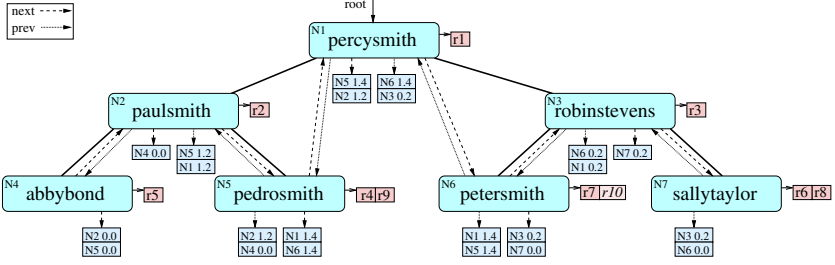 root
next
prev
N1 percysmith r1
N5 1.4 N6 1.4
N2 1.2 N3 0.2
N2 paulsmith r2
N3 robinstevens r3
N4 0.0 N5 1.2 N6 0.2 N7 0.2
N1 1.2 N1 0.2
N4 abbybond r5
N5 pedrosmith r4 r9
N6 petersmith r7 r10
N7 sallytaylor r6 r8
N2 0.0 N2 1.2 N1 1.4 N1 1.4 N3 0.2 N3 0.2
N5 0.0 N4 0.0 N6 1.4 N5 1.4 N7 0.0 N6 0.0